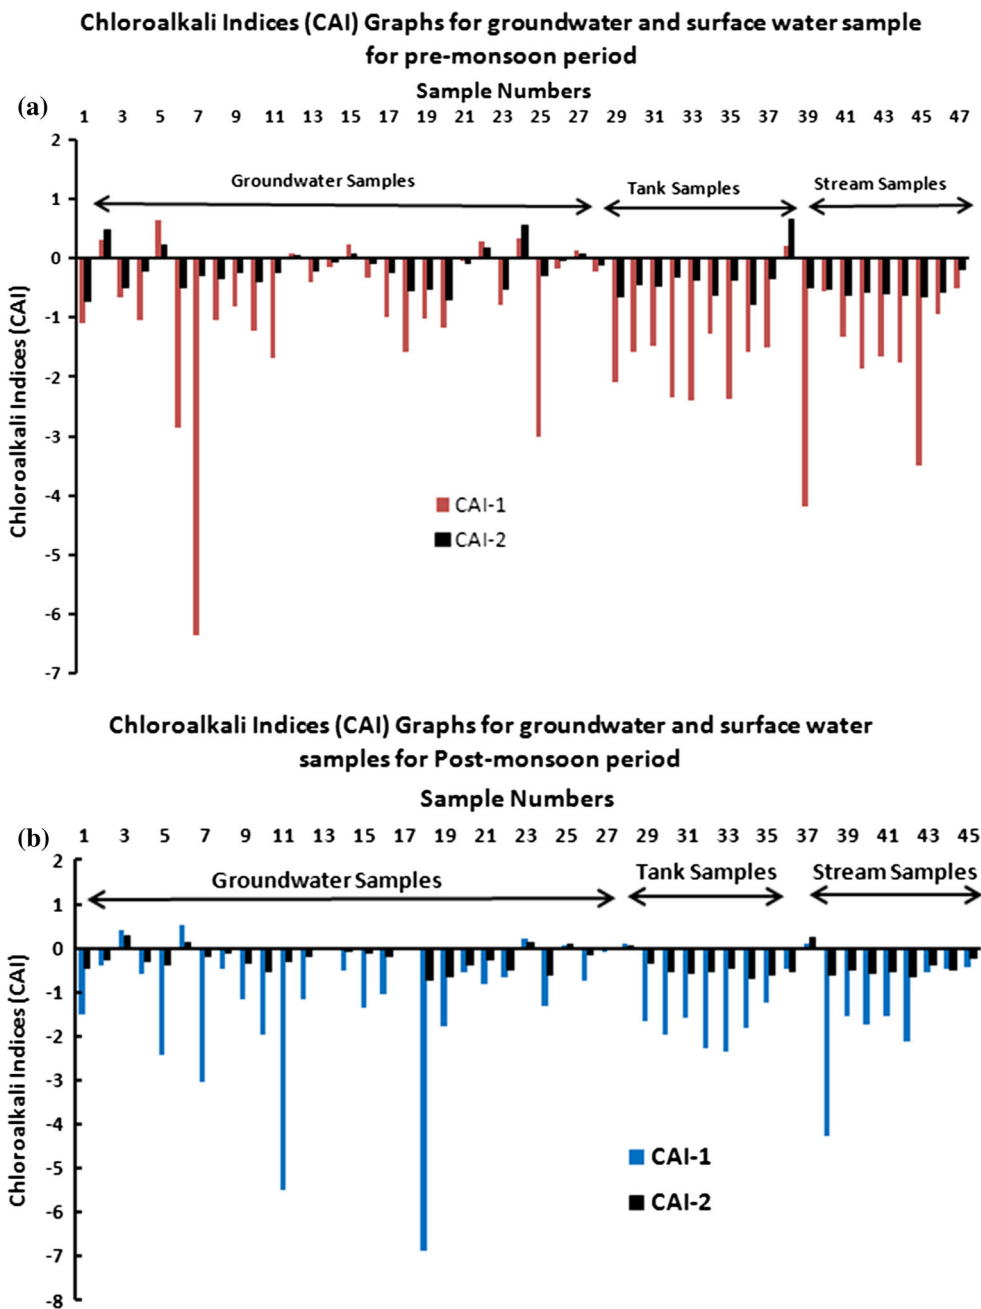 Chloroalkali Indices (CAI) Graphs for groundwater and surface water sample
for pre-monsoon period
Sample Numbers
(a)
1 3 5 7 9 11 13 15 17 19 21 23 25 27 29 31 33 35 37 39 41 43 45 47
2
1
0
-1
-2
-3
-4
-5
-6
-7
Chloroalkali Indices (CAI)
Groundwater Samples
Tank Samples
Stream Samples
CAI-1
CAI-2
Chloroalkali Indices (CAI) Graphs for groundwater and surface water
samples for Post-monsoon period
Sample Numbers
(b)
1 3 5 7 9 11 13 15 17 19 21 23 25 27 29 31 33 35 37 39 41 43 45
2
1
0
-1
-2
-3
-4
-5
-6
-7
-8
Chloroalkali Indices (CAI)
Groundwater Samples
Tank Samples
Stream Samples
CAI-1
CAI-2